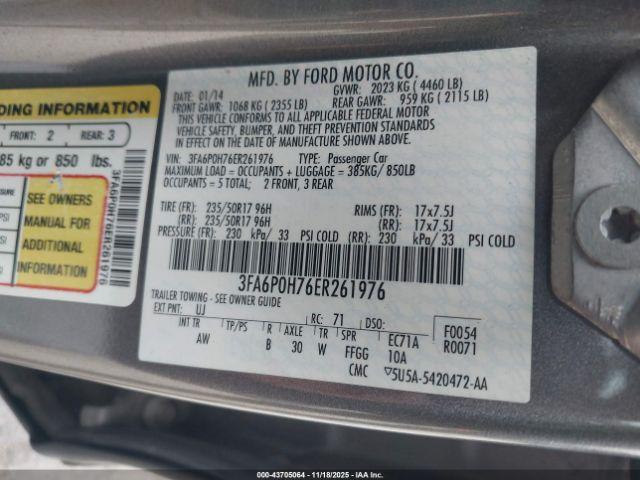 DING INFORMATION
FRONT: 2 REAR: 3
85 kg or 850 lbs.
SEE OWNERS
MANUAL FOR
ADDITIONAL
INFORMATION
PSI
PSI
3FA6P0H76ER261976
MFD. BY FORD MOTOR CO.
DATE: 01/14 GVWR: 2023 KG ( 4460 LB)
FRONT GAWR: 1068 KG ( 2355 LB) REAR GAWR: 959 KG ( 2115 LB)
THIS VEHICLE CONFORMS TO ALL APPLICABLE FEDERAL MOTOR
VEHICLE SAFETY, BUMPER, AND THEFT PREVENTION STANDARDS
IN EFFECT ON THE DATE OF MANUFACTURE SHOWN ABOVE.
VIN: 3FA6P0H76ER261976 TYPE: Passenger Car
MAXIMUM LOAD = OCCUPANTS + LUGGAGE = 385KG/ 850LB
OCCUPANTS = 5 TOTAL; 2 FRONT, 3 REAR
TIRE (FR): 235/50R17 96H RIMS (FR): 17x7.5J
(RR): 235/50R17 96H (RR): 17x7.5J
PRESSURE (FR): 230 kPa/ 33 PSI COLD (RR): 230 kPa/ 33 PSI COLD
3FA6P0H76ER261976
TRAILER TOWING - SEE OWNER GUIDE
EXT PNT: UJ RC: 71 DSO: F0054
INT TR TP/PS R AXLE TR SPR EC71A R0071
AW B 30 W FFGG 10A
CMC ▽5U5A-5420472-AA
000-43705064 - 11/18/2025 - IAA Inc.